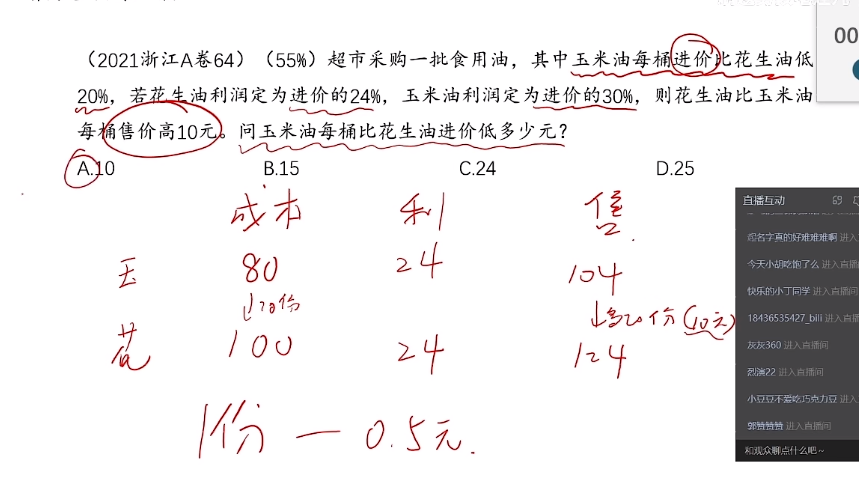 00
（2021浙江A卷64）（55%）超市采购一批食用油，其中玉米油每桶进价比花生油低
20%，若花生油利润定为进价的24%，玉米油利润定为进价的30%，则花生油比玉米油
每桶售价高10元。问玉米油每桶比花生油进价低多少元？
A.10 B.15 C.24 D.25
成本 利 售
玉 80 24 104
↓20份 ↓高20份(10元)
花 100 24 124
1份 — 0.5元.
直播互动
起名字真的好难难难啊 进入
今天小胡吃饱了么 进入直播
快乐的小丁同学 进入直播间
18436535427_bili 进入直播
灰灰360 进入直播间
烈演22 进入直播间
小豆豆不爱吃巧克力豆 进入
郭赞赞赞 进入直播间
和观众聊点什么吧~